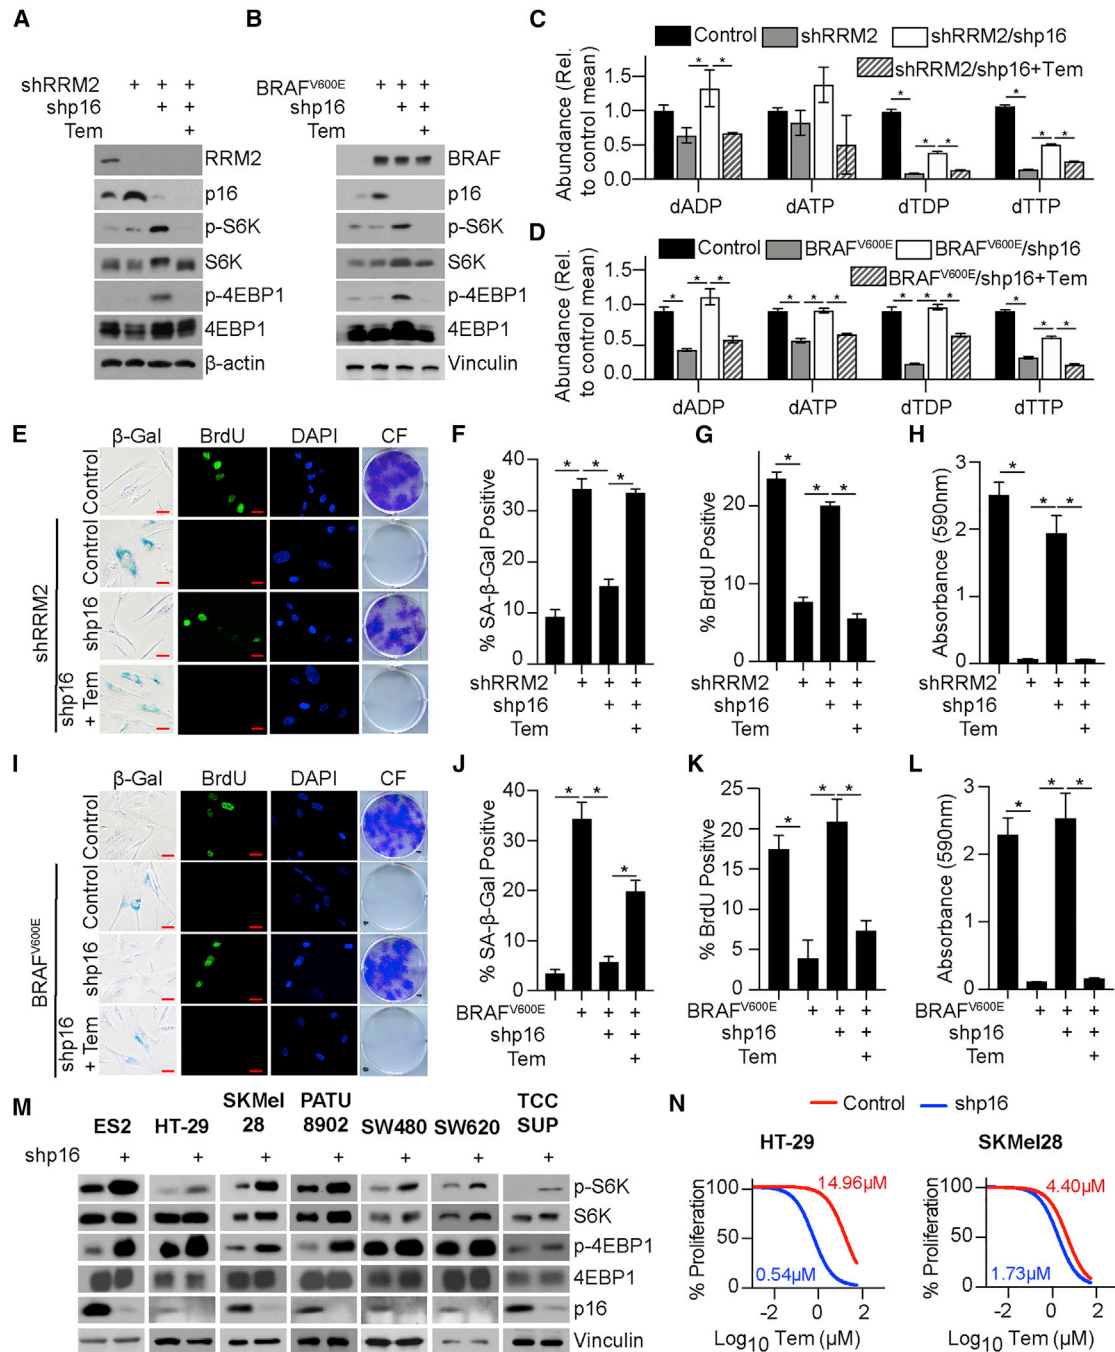 A
shRRM2 + + +
shp16 + +
Tem +
RRM2
p16
p-S6K
S6K
p-4EBP1
4EBP1
β-actin
B
BRAFV600E + + +
shp16 + +
Tem +
BRAF
p16
p-S6K
S6K
p-4EBP1
4EBP1
Vinculin
C
Control shRRM2 shRRM2/shp16
shRRM2/shp16+Tem
Abundance (Rel.
to control mean)
1.5
1.0
0.5
0.0
* * * * * * * *
dADP dATP dTDP dTTP
D
Control BRAFV600E BRAFV600E/shp16
BRAFV600E/shp16+Tem
Abundance (Rel.
to control mean)
1.5
1.0
0.5
0.0
* * * * * * * * * * * *
dADP dATP dTDP dTTP
E
β-Gal BrdU DAPI CF
Control
Control
shp16
shp16
+ Tem
shRRM2
F
% SA-β-Gal Positive
40
30
20
10
0
* * *
shRRM2 + + +
shp16 + +
Tem +
G
% BrdU Positive
20
10
0
* * *
shRRM2 + + +
shp16 + +
Tem +
H
Absorbance (590nm)
3
2
1
0
* * *
shRRM2 + + +
shp16 + +
Tem +
I
β-Gal BrdU DAPI CF
Control
Control
shp16
shp16
+ Tem
BRAFV600E
J
% SA-β-Gal Positive
40
30
20
10
0
* * *
BRAFV600E + + +
shp16 + +
Tem +
K
% BrdU Positive
25
20
15
10
5
0
* * *
BRAFV600E + + +
shp16 + +
Tem +
L
Absorbance (590nm)
3
2
1
0
* * *
BRAFV600E + + +
shp16 + +
Tem +
M
ES2 HT-29 SKMel 28 PATU 8902 SW480 SW620 TCC SUP
shp16 + + + + + + +
p-S6K
S6K
p-4EBP1
4EBP1
p16
Vinculin
N
Control shp16
HT-29
% Proliferation
100
50
0
14.96µM
0.54µM
-2 0 2
Log10 Tem (µM)
SKMel28
% Proliferation
100
50
0
4.40µM
1.73µM
-2 0 2
Log10 Tem (µM)